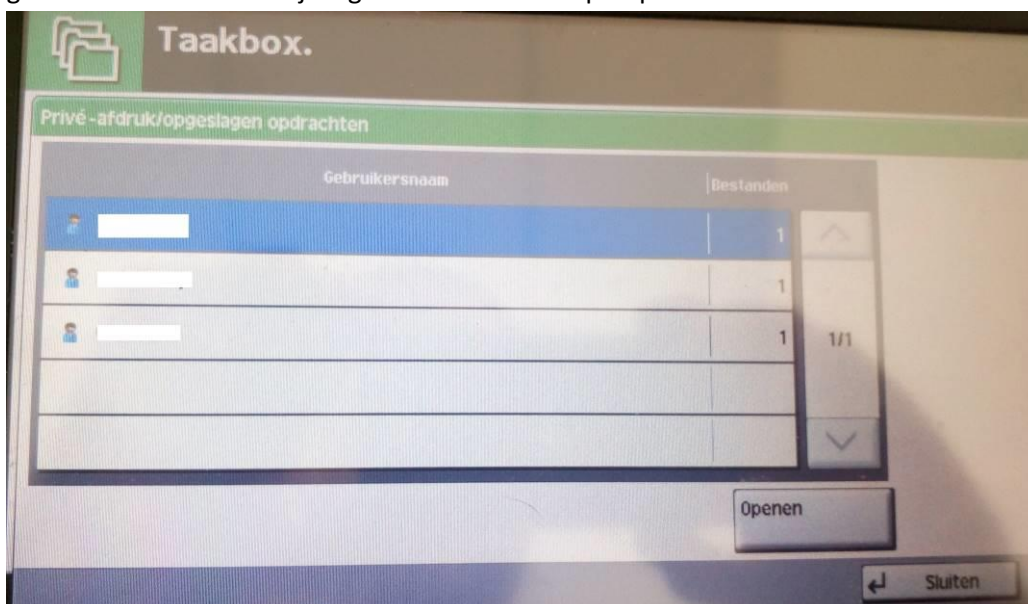 Taakbox.
Privé-afdruk/opgeslagen opdrachten
Gebruikersnaam Bestanden
1
1
1 1/1
Openen
Sluiten